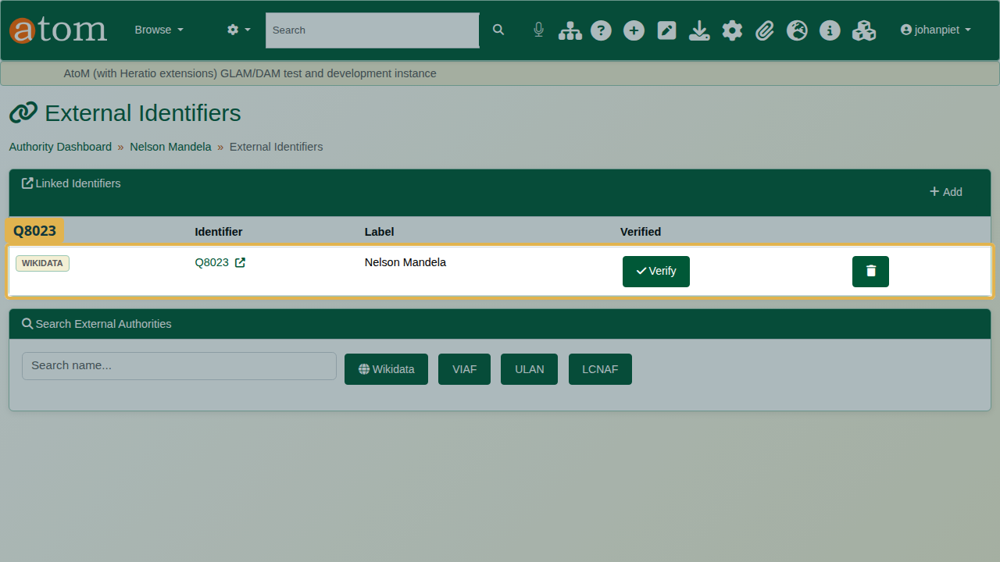 atom Browse Search johanpiet
AtoM (with Heratio extensions) GLAM/DAM test and development instance
External Identifiers
Authority Dashboard » Nelson Mandela » External Identifiers
Linked Identifiers
Add
Q8023 Identifier Label Verified
WIKIDATA Q8023 Nelson Mandela Verify
Search External Authorities
Search name... Wikidata VIAF ULAN LCNAF